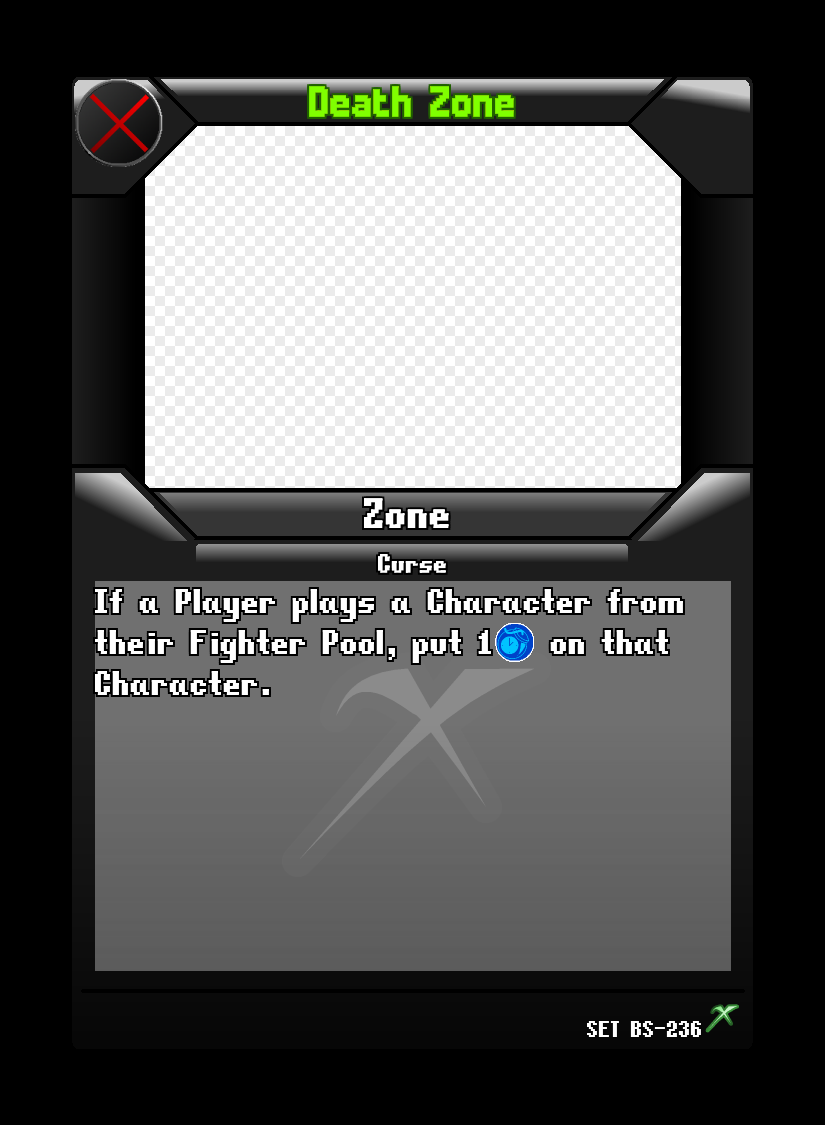 Death Zone
Zone
Curse
If a Player plays a Character from
their Fighter Pool, put 1 on that
Character.
SET BS-236